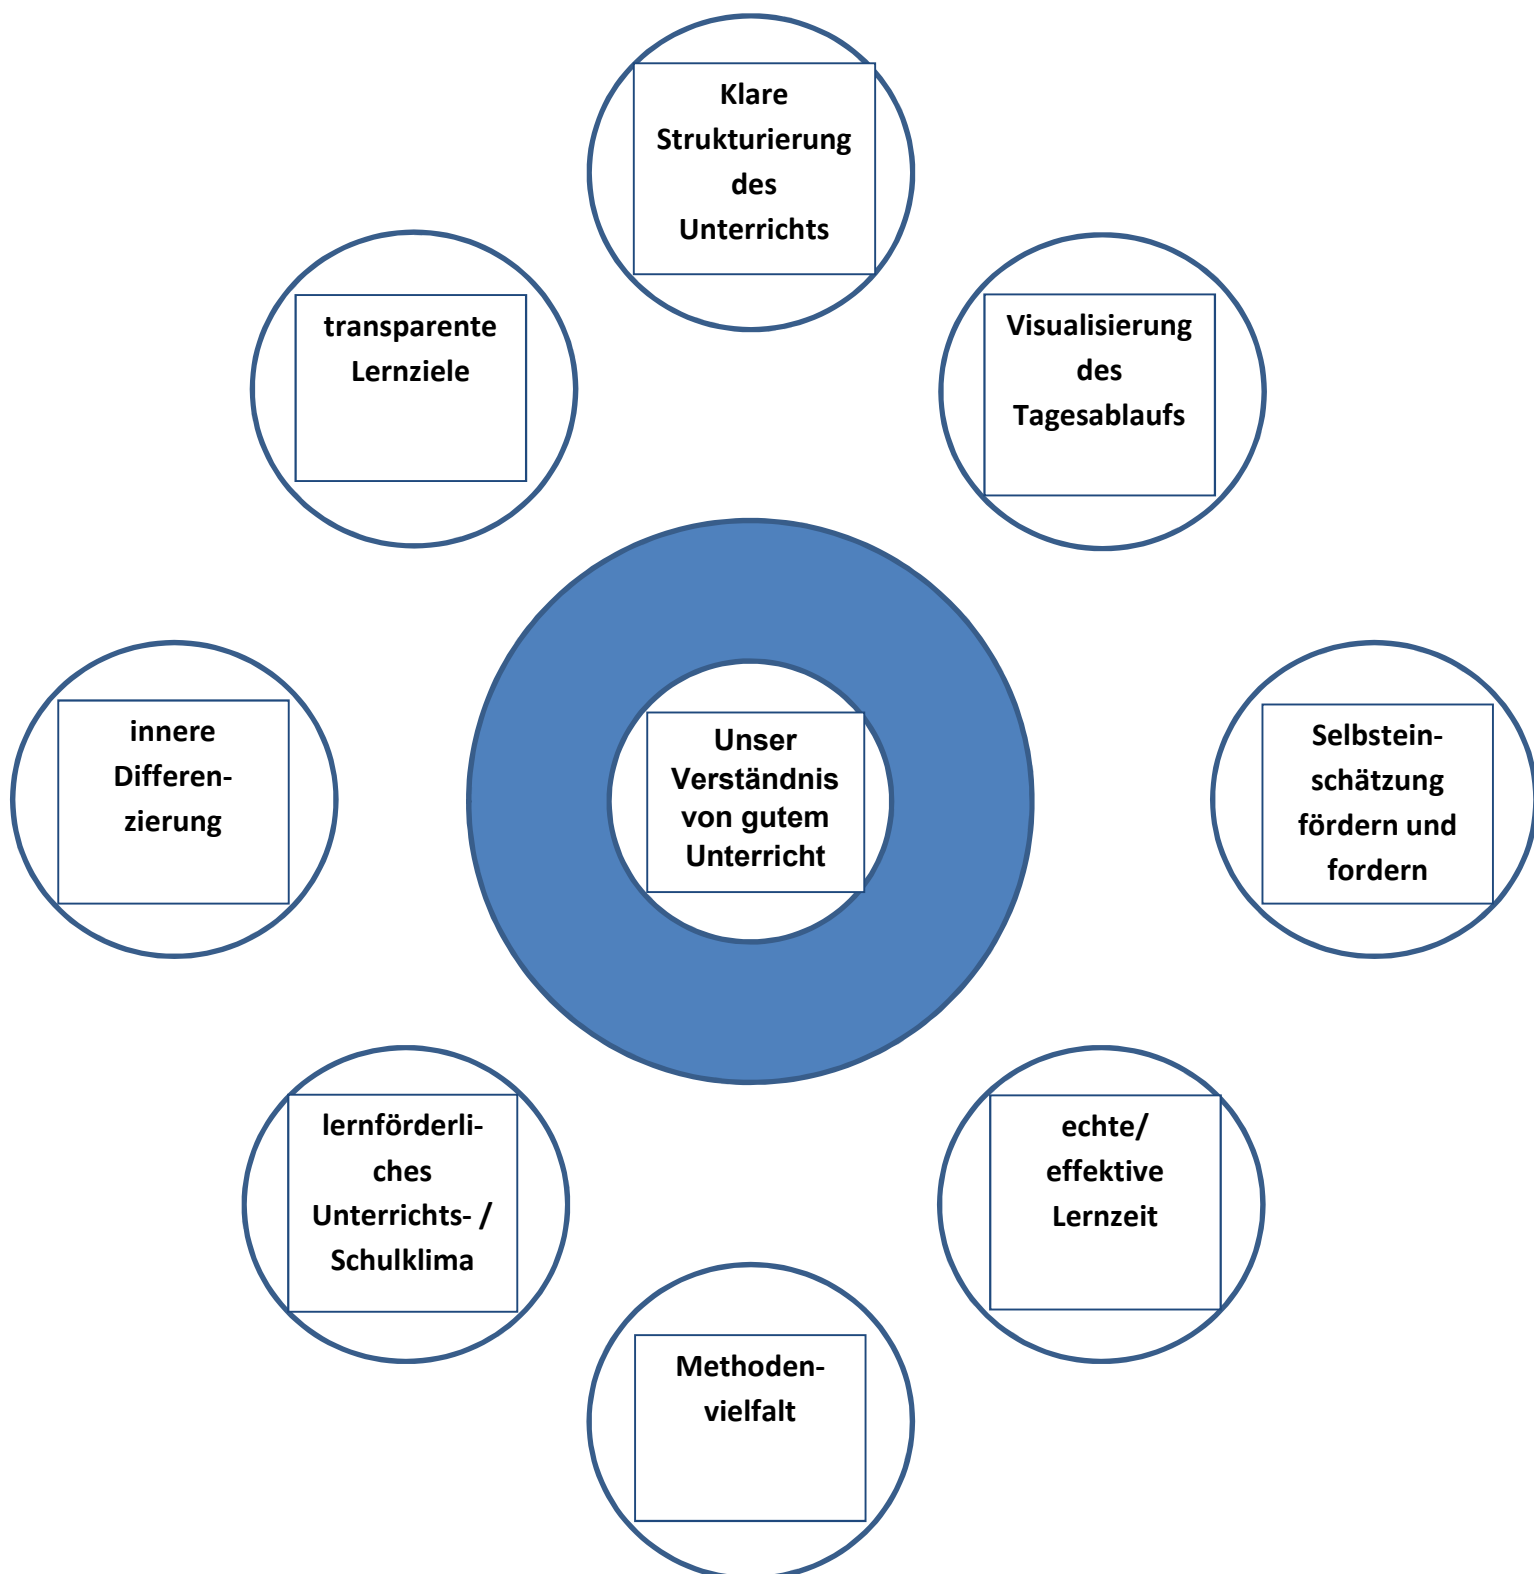 Klare
Strukturierung
des
Unterrichts
transparente
Lernziele
Visualisierung
des
Tagesablaufs
innere
Differen-
zierung
Unser
Verständnis
von gutem
Unterricht
Selbstein-
schätzung
fördern und
fordern
lernförderli-
ches
Unterrichts- /
Schulklima
echte/
effektive
Lernzeit
Methoden-
vielfalt